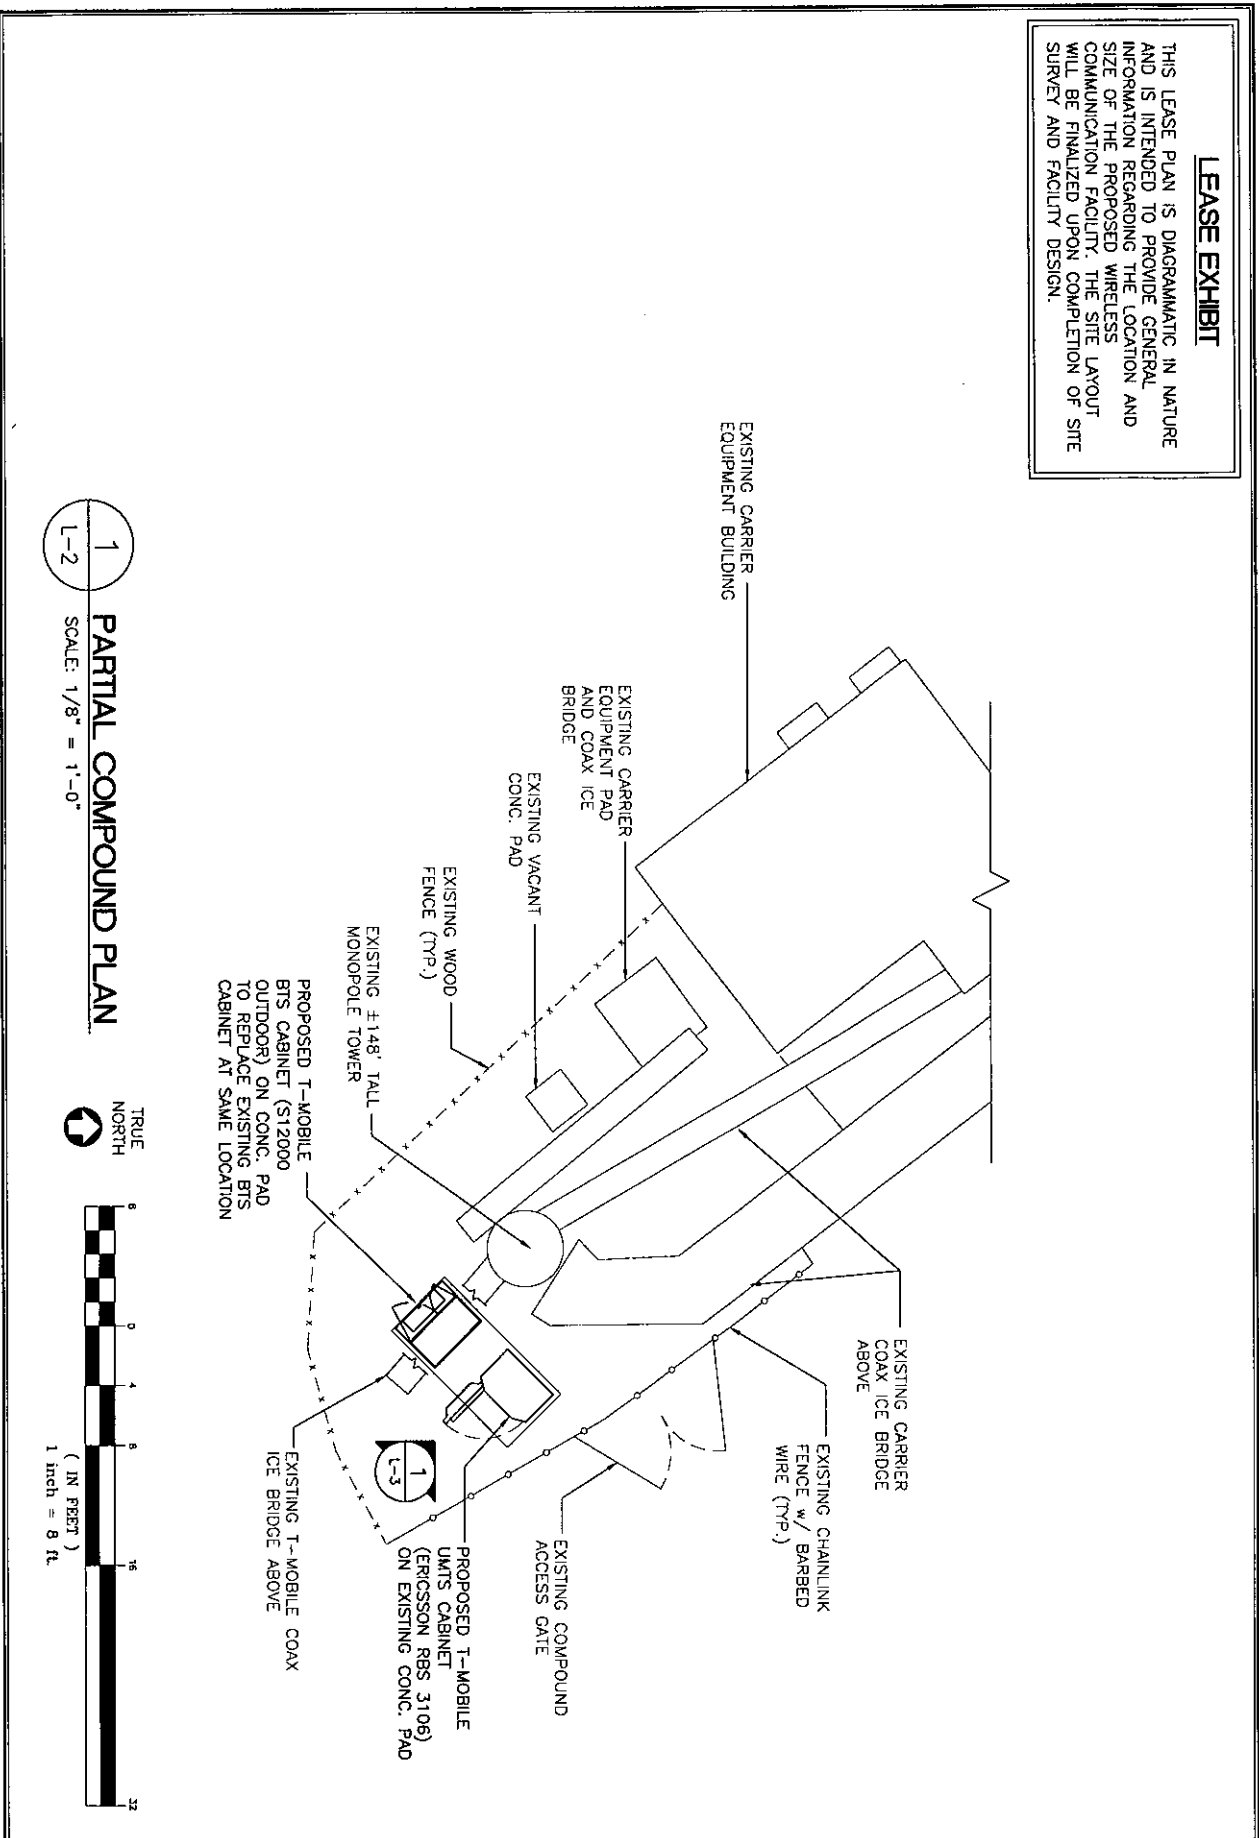 LEASE EXHIBIT
THIS LEASE PLAN IS DIAGRAMMATIC IN NATURE
AND IS INTENDED TO PROVIDE GENERAL
INFORMATION REGARDING THE LOCATION AND
SIZE OF THE PROPOSED WIRELESS
COMMUNICATION FACILITY. THE SITE LAYOUT
WILL BE FINALIZED UPON COMPLETION OF SITE
SURVEY AND FACILITY DESIGN.
EXISTING CARRIER
EQUIPMENT BUILDING
EXISTING CARRIER
EQUIPMENT PAD
AND COAX ICE
BRIDGE
EXISTING VACANT
CONC. PAD
EXISTING WOOD
FENCE (TYP.)
EXISTING ±148' TALL
MONOPOLE TOWER
PROPOSED T-MOBILE
BTS CABINET (S12000
OUTDOOR) ON CONC. PAD
TO REPLACE EXISTING BTS
CABINET AT SAME LOCATION
EXISTING CARRIER
COAX ICE BRIDGE
ABOVE
EXISTING CHAINLINK
FENCE w/ BARBED
WIRE (TYP.)
EXISTING COMPOUND
ACCESS GATE
PROPOSED T-MOBILE
UMTS CABINET
(ERICSSON RBS 3106)
ON EXISTING CONC. PAD
1
L-3
EXISTING T-MOBILE COAX
ICE BRIDGE ABOVE
1
L-2
PARTIAL COMPOUND PLAN
SCALE: 1/8" = 1'-0"
TRUE
NORTH
8 0 4 8 16 32
( IN FEET )
1 inch = 8 ft.